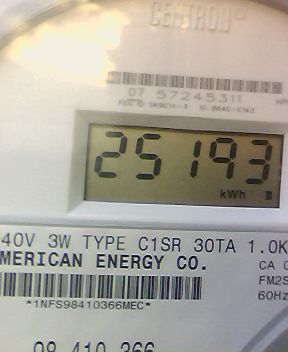 CENTRON®
07 57245311
25193
kWh
40V 3W TYPE C1SR 30TA 1.0K
MERICAN ENERGY CO.
CA 0
FM2S
60Hz
*1NFS98410366MEC*
98 410 366